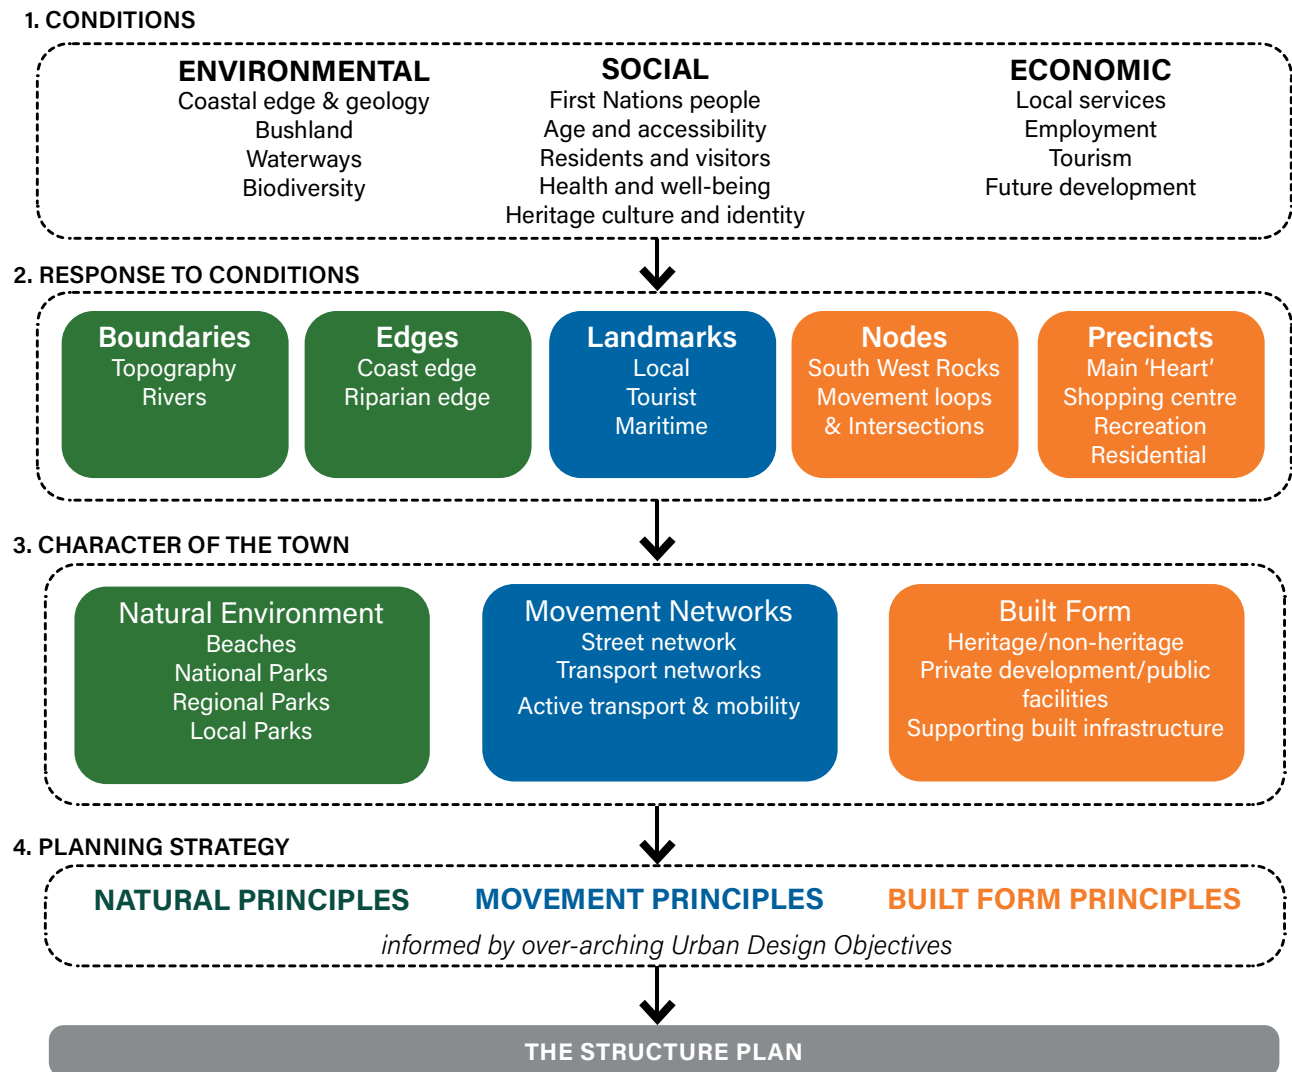 1. CONDITIONS
ENVIRONMENTAL
Coastal edge & geology
Bushland
Waterways
Biodiversity
SOCIAL
First Nations people
Age and accessibility
Residents and visitors
Health and well-being
Heritage culture and identity
ECONOMIC
Local services
Employment
Tourism
Future development
2. RESPONSE TO CONDITIONS
Boundaries
Topography
Rivers
Edges
Coast edge
Riparian edge
Landmarks
Local
Tourist
Maritime
Nodes
South West Rocks
Movement loops
& Intersections
Precincts
Main ‘Heart’
Shopping centre
Recreation
Residential
3. CHARACTER OF THE TOWN
Natural Environment
Beaches
National Parks
Regional Parks
Local Parks
Movement Networks
Street network
Transport networks
Active transport & mobility
Built Form
Heritage/non-heritage
Private development/public
facilities
Supporting built infrastructure
4. PLANNING STRATEGY
NATURAL PRINCIPLES
MOVEMENT PRINCIPLES
BUILT FORM PRINCIPLES
informed by over-arching Urban Design Objectives
THE STRUCTURE PLAN